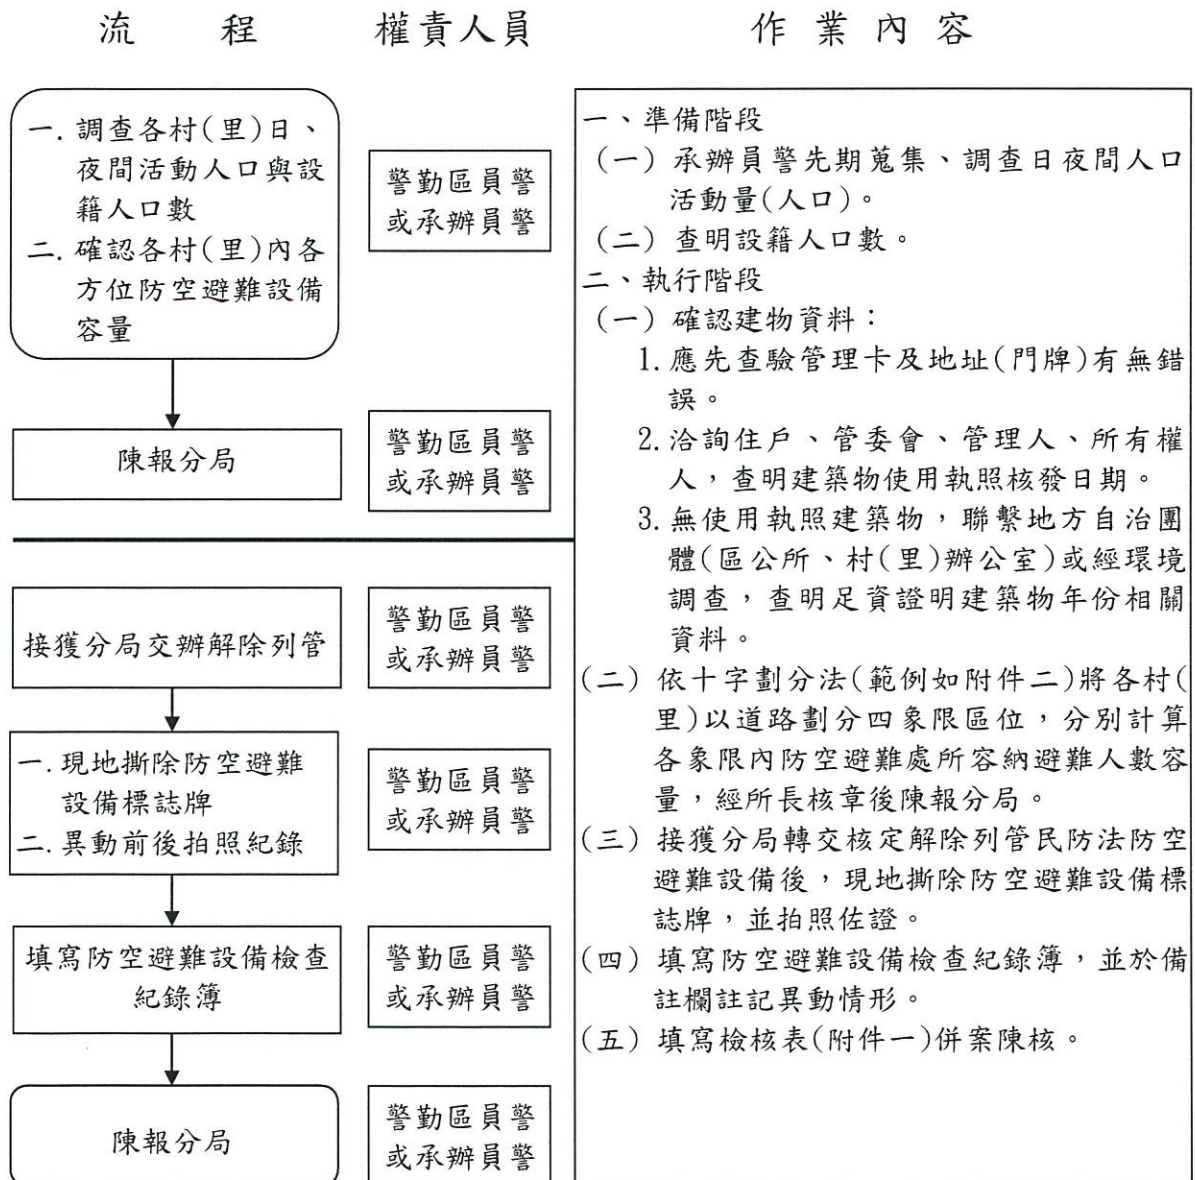 流　程　權責人員　作業內容
一. 調查各村(里)日、
夜間活動人口與設
籍人口數
二. 確認各村(里)內各
方位防空避難設備
容量
警勤區員警
或承辦員警
陳報分局
警勤區員警
或承辦員警
接獲分局交辦解除列管
警勤區員警
或承辦員警
一. 現地撕除防空避難
設備標誌牌
二. 異動前後拍照紀錄
警勤區員警
或承辦員警
填寫防空避難設備檢查
紀錄簿
警勤區員警
或承辦員警
陳報分局
警勤區員警
或承辦員警
一、準備階段
(一) 承辦員警先期蒐集、調查日夜間人口
活動量(人口)。
(二) 查明設籍人口數。
二、執行階段
(一) 確認建物資料：
1. 應先查驗管理卡及地址(門牌)有無錯
誤。
2. 洽詢住戶、管委會、管理人、所有權
人，查明建築物使用執照核發日期。
3. 無使用執照建築物，聯繫地方自治團
體(區公所、村(里)辦公室)或經環境
調查，查明足資證明建築物年份相關
資料。
(二) 依十字劃分法(範例如附件二)將各村(
里)以道路劃分四象限區位，分別計算
各象限內防空避難處所容納避難人數容
量，經所長核章後陳報分局。
(三) 接獲分局轉交核定解除列管民防法防空
避難設備後，現地撕除防空避難設備標
誌牌，並拍照佐證。
(四) 填寫防空避難設備檢查紀錄簿，並於備
註欄註記異動情形。
(五) 填寫檢核表(附件一)併案陳核。